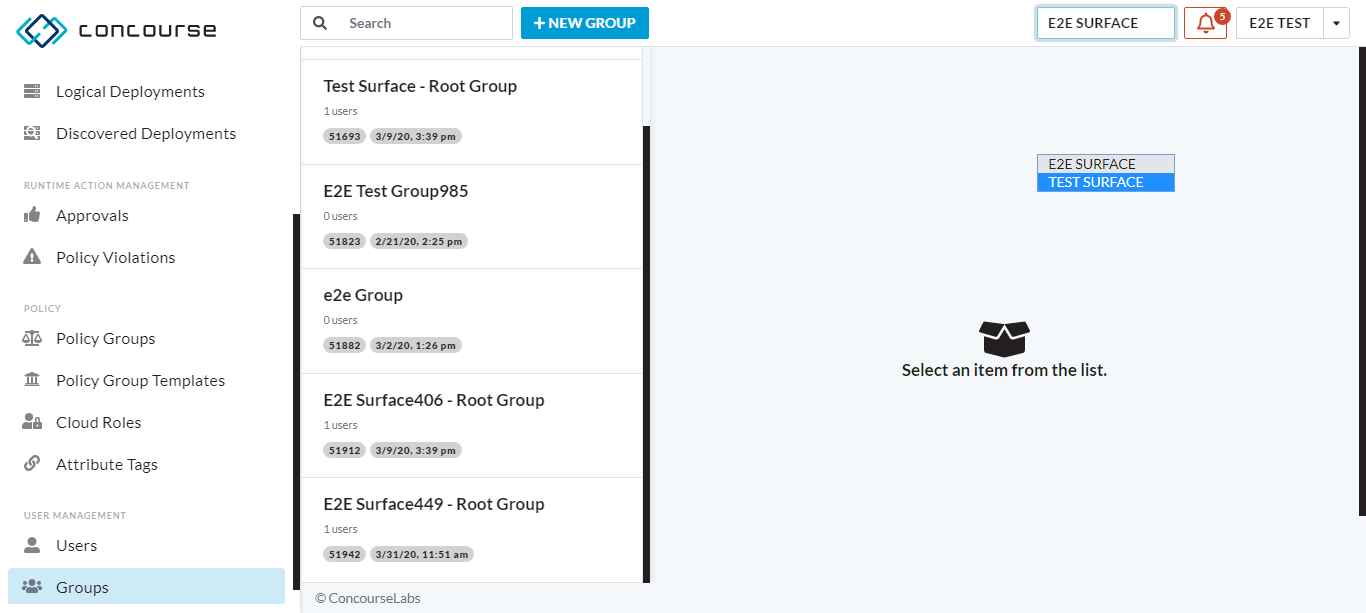 concourse
Search
+ NEW GROUP
E2E SURFACE
5
E2E TEST
Logical Deployments
Discovered Deployments
RUNTIME ACTION MANAGEMENT
Approvals
Policy Violations
POLICY
Policy Groups
Policy Group Templates
Cloud Roles
Attribute Tags
USER MANAGEMENT
Users
Groups
Test Surface - Root Group
1 users
51693 3/9/20, 3:39 pm
E2E Test Group985
0 users
51823 2/21/20, 2:25 pm
e2e Group
0 users
51882 3/2/20, 1:26 pm
E2E Surface406 - Root Group
1 users
51912 3/9/20, 3:39 pm
E2E Surface449 - Root Group
1 users
51942 3/31/20, 11:51 am
© ConcourseLabs
E2E SURFACE
TEST SURFACE
Select an item from the list.